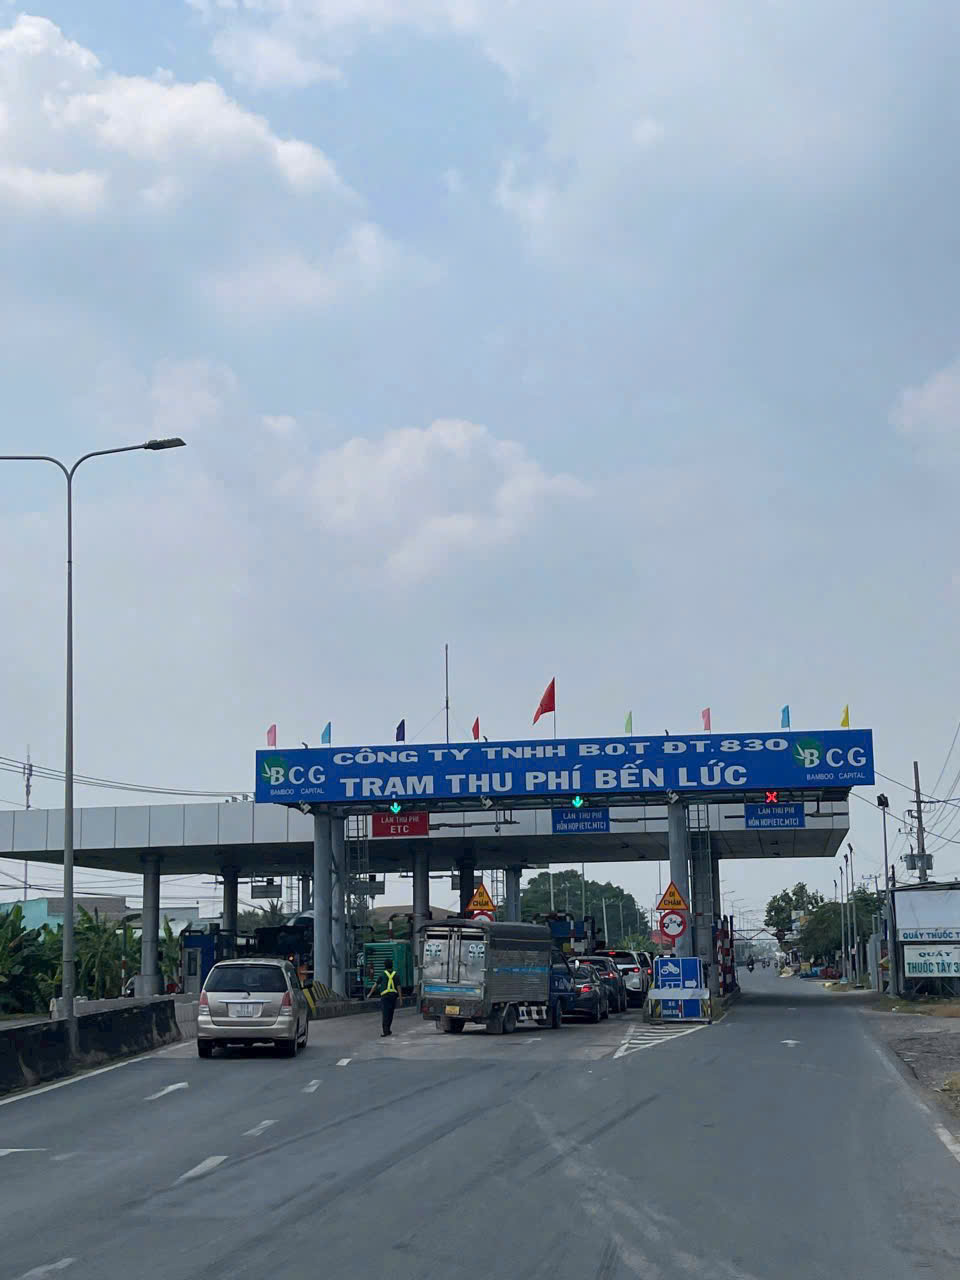 CÔNG TY TNHH B.O.T ĐT.830
BCG
BAMBOO CAPITAL
TRẠM THU PHÍ BẾN LỨC
BCG
BAMBOO CAPITAL
LÀN THU PHÍ
ETC
LÀN THU PHÍ
HỖN HỢP(ETC,MTC)
LÀN THU PHÍ
HỖN HỢP(ETC,MTC)
ĐI
CHẬM
ĐI
CHẬM
QUẦY THUỐC T
QUẦY
THUỐC TÂY 3